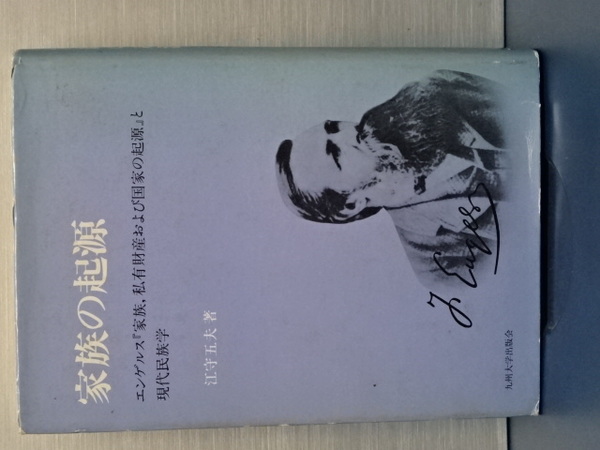 家族の起源
エンゲルス『家族,私有財産および国家の起源』と
現代民族学
江守五夫著
F. Engels
九州大学出版会